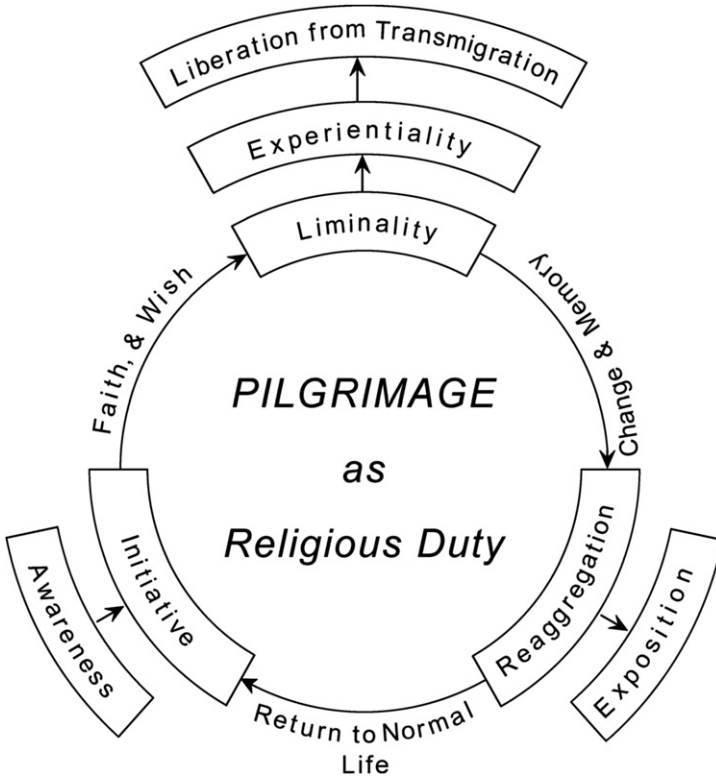 Liberation from Transmigration
Experientiality
Liminality
Faith, & Wish
Change & Memory
PILGRIMAGE
as
Religious Duty
Initiative
Awareness
Reaggregation
Exposition
Return to Normal
Life